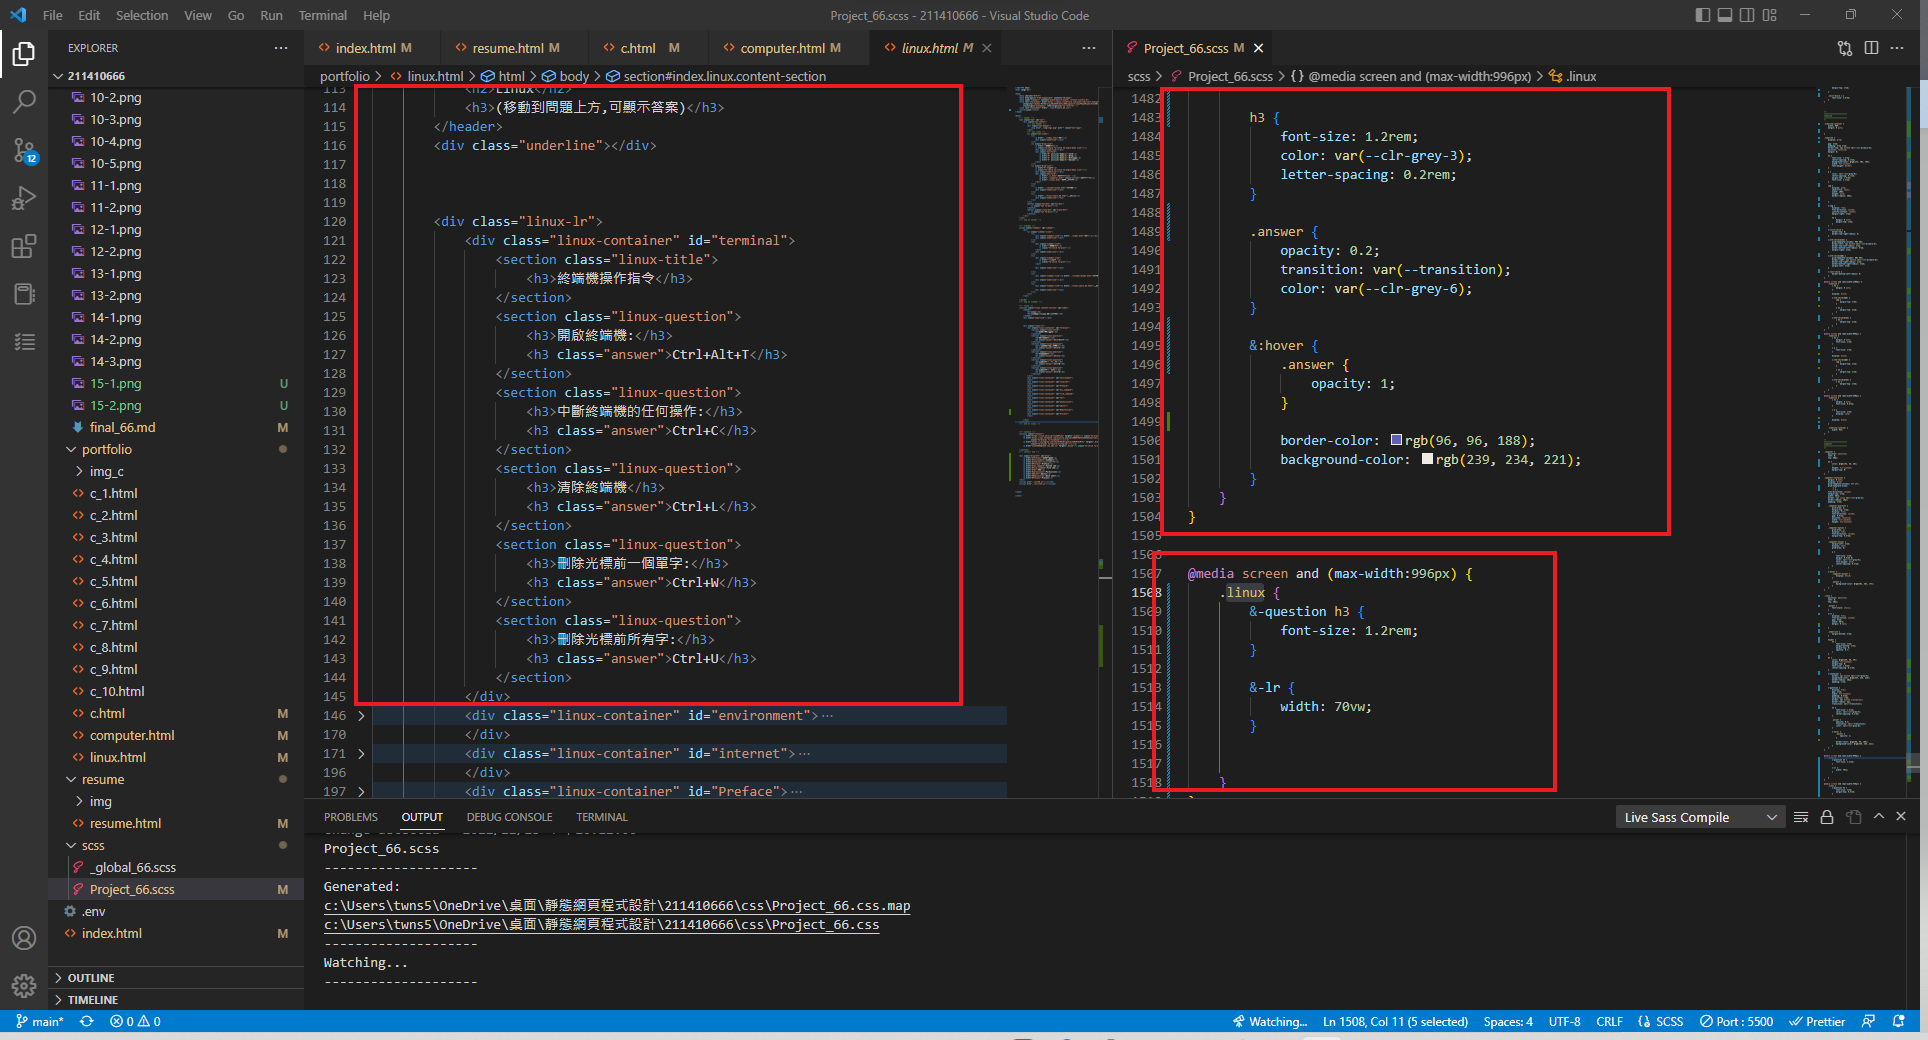 File Edit Selection View Go Run Terminal Help
Project_66.scss - 211410666 - Visual Studio Code
EXPLORER
211410666
10-2.png
10-3.png
10-4.png
10-5.png
11-1.png
11-2.png
12-1.png
12-2.png
13-1.png
13-2.png
14-1.png
14-2.png
14-3.png
15-1.png U
15-2.png U
final_66.md M
portfolio
img_c
c_1.html
c_2.html
c_3.html
c_4.html
c_5.html
c_6.html
c_7.html
c_8.html
c_9.html
c_10.html
c.html M
computer.html M
linux.html M
resume
img
resume.html M
scss
_global_66.scss
Project_66.scss M
.env
index.html M
OUTLINE
TIMELINE
12
index.html M resume.html M c.html M computer.html M linux.html M
portfolio > linux.html > html > body > section#index.linux.content-section
113 <h2>Linux</h2>
114 <h3>(移動到問題上方,可顯示答案)</h3>
115 </header>
116 <div class="underline"></div>
117
118
119
120 <div class="linux-lr">
121 <div class="linux-container" id="terminal">
122 <section class="linux-title">
123 <h3>終端機操作指令</h3>
124 </section>
125 <section class="linux-question">
126 <h3>開啟終端機:</h3>
127 <h3 class="answer">Ctrl+Alt+T</h3>
128 </section>
129 <section class="linux-question">
130 <h3>中斷終端機的任何操作:</h3>
131 <h3 class="answer">Ctrl+C</h3>
132 </section>
133 <section class="linux-question">
134 <h3>清除終端機</h3>
135 <h3 class="answer">Ctrl+L</h3>
136 </section>
137 <section class="linux-question">
138 <h3>刪除光標前一個單字:</h3>
139 <h3 class="answer">Ctrl+W</h3>
140 </section>
141 <section class="linux-question">
142 <h3>刪除光標前所有字:</h3>
143 <h3 class="answer">Ctrl+U</h3>
144 </section>
145 </div>
146 <div class="linux-container" id="environment">…
170 </div>
171 <div class="linux-container" id="internet">…
196 </div>
197 <div class="linux-container" id="Preface">…
Project_66.scss M
scss > Project_66.scss > {} @media screen and (max-width:996px) > .linux
1482
1483 h3 {
1484 font-size: 1.2rem;
1485 color: var(--clr-grey-3);
1486 letter-spacing: 0.2rem;
1487 }
1488
1489 .answer {
1490 opacity: 0.2;
1491 transition: var(--transition);
1492 color: var(--clr-grey-6);
1493 }
1494
1495 &:hover {
1496 .answer {
1497 opacity: 1;
1498 }
1499
1500 border-color: rgb(96, 96, 188);
1501 background-color: rgb(239, 234, 221);
1502 }
1503 }
1504 }
1505
1506
1507 @media screen and (max-width:996px) {
1508 .linux {
1509 &-question h3 {
1510 font-size: 1.2rem;
1511 }
1512
1513 &-lr {
1514 width: 70vw;
1515 }
1516
1517
1518 }
PROBLEMS OUTPUT DEBUG CONSOLE TERMINAL
Live Sass Compile
Project_66.scss
--------------------
Generated:
c:\Users\twns5\OneDrive\桌面\靜態網頁程式設計\211410666\css\Project_66.css.map
c:\Users\twns5\OneDrive\桌面\靜態網頁程式設計\211410666\css\Project_66.css
--------------------
Watching...
--------------------
main* 0 0
Watching... Ln 1508, Col 11 (5 selected) Spaces: 4 UTF-8 CRLF SCSS Port : 5500 Prettier